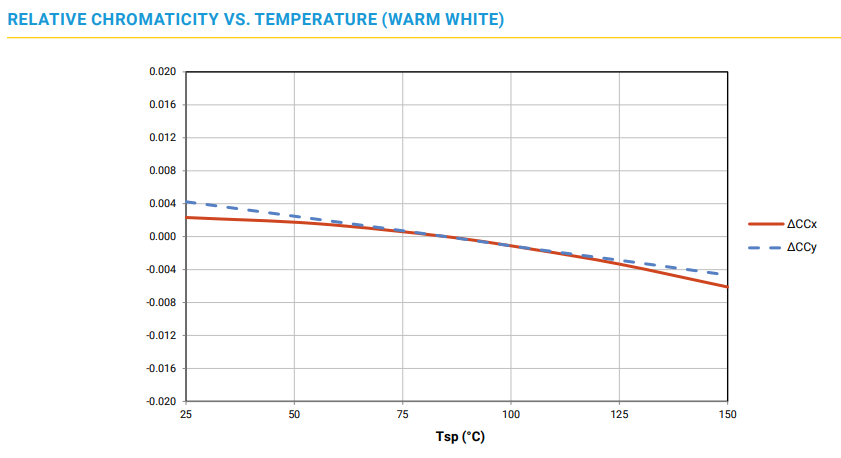 RELATIVE CHROMATICITY VS. TEMPERATURE (WARM WHITE)
0.020
0.016
0.012
0.008
0.004
0.000
-0.004
-0.008
-0.012
-0.016
-0.020
25 50 75 100 125 150
Tsp (°C)
ΔCCx
ΔCCy